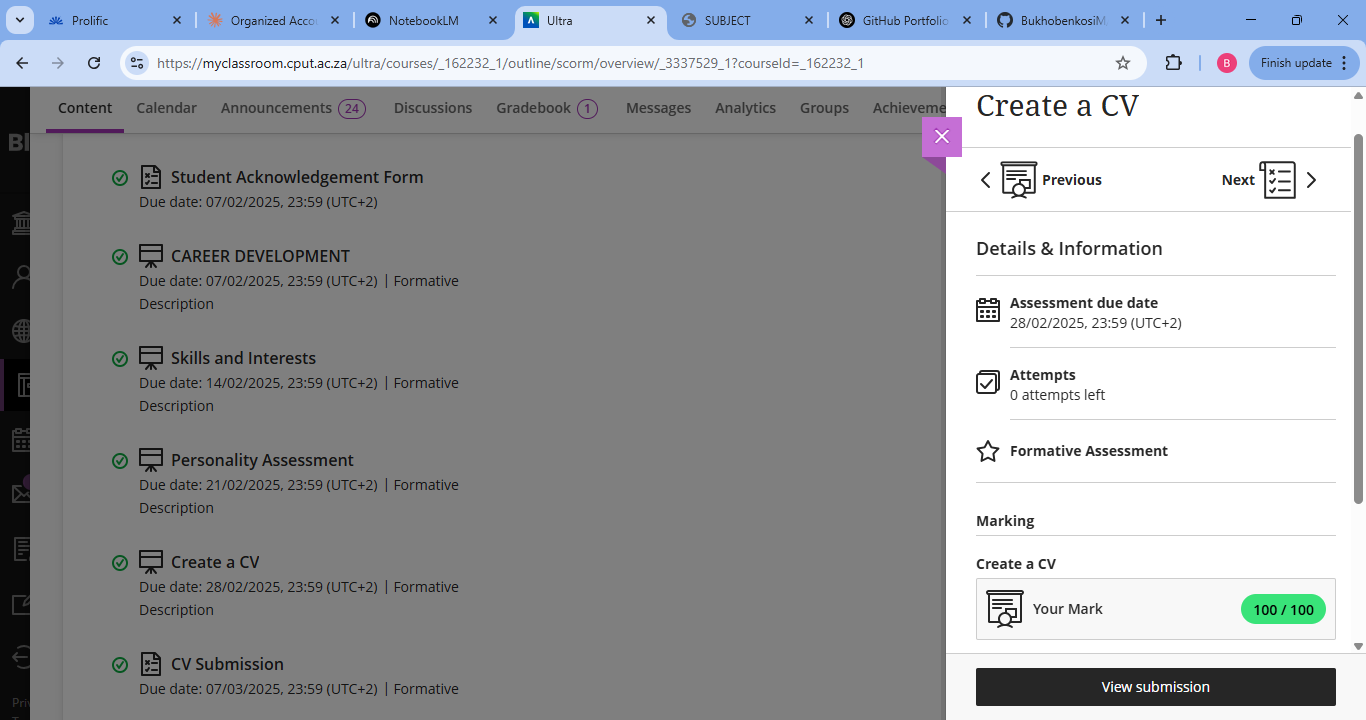 Prolific
Organized Acco
NotebookLM
Ultra
SUBJECT
GitHub Portfolio
BukhobenkosiM
https://myclassroom.cput.ac.za/ultra/courses/_162232_1/outline/scorm/overview/_3337529_1?courseId=_162232_1
B
Finish update
Content
Calendar
Announcements 24
Discussions
Gradebook 1
Messages
Analytics
Groups
Achieveme
Student Acknowledgement Form
Due date: 07/02/2025, 23:59 (UTC+2)
CAREER DEVELOPMENT
Due date: 07/02/2025, 23:59 (UTC+2) | Formative
Description
Skills and Interests
Due date: 14/02/2025, 23:59 (UTC+2) | Formative
Description
Personality Assessment
Due date: 21/02/2025, 23:59 (UTC+2) | Formative
Description
Create a CV
Due date: 28/02/2025, 23:59 (UTC+2) | Formative
Description
CV Submission
Due date: 07/03/2025, 23:59 (UTC+2) | Formative
Create a CV
Previous
Next
Details & Information
Assessment due date
28/02/2025, 23:59 (UTC+2)
Attempts
0 attempts left
Formative Assessment
Marking
Create a CV
Your Mark
100 / 100
View submission